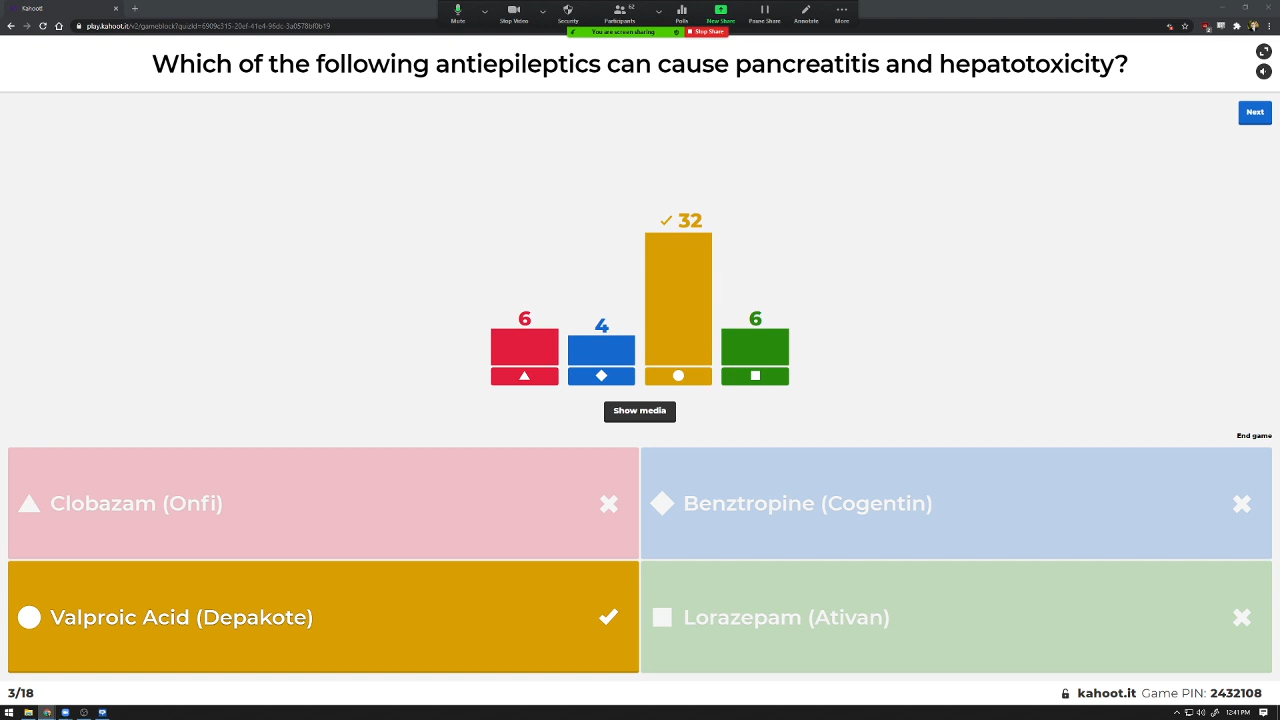 Kahoot!
play.kahoot.it/v2/gameblock?quizId=6909c315-20ef-41e4-96dc-3a0578bf0b19
Mute
Stop Video
Security
Participants
62
Polls
New Share
Pause Share
Annotate
More
You are screen sharing
Stop Share
Which of the following antiepileptics can cause pancreatitis and hepatotoxicity?
Next
32
6
4
6
Show media
End game
Clobazam (Onfi)
Benztropine (Cogentin)
Valproic Acid (Depakote)
Lorazepam (Ativan)
3/18
kahoot.it Game PIN: 2432108
12:41 PM